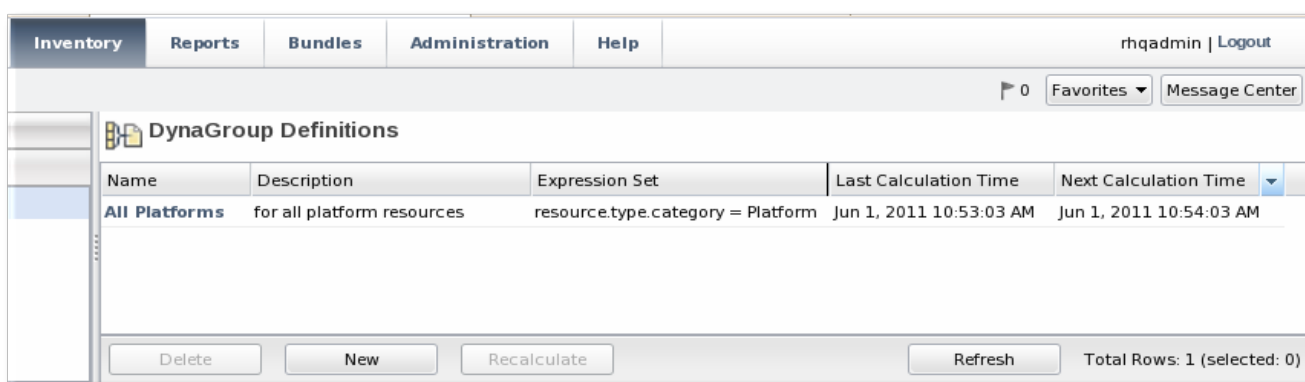 Inventory Reports Bundles Administration Help rhqadmin | Logout
0 Favorites Message Center
DynaGroup Definitions
Name Description Expression Set Last Calculation Time Next Calculation Time
All Platforms for all platform resources resource.type.category = Platform Jun 1, 2011 10:53:03 AM Jun 1, 2011 10:54:03 AM
Delete New Recalculate Refresh Total Rows: 1 (selected: 0)